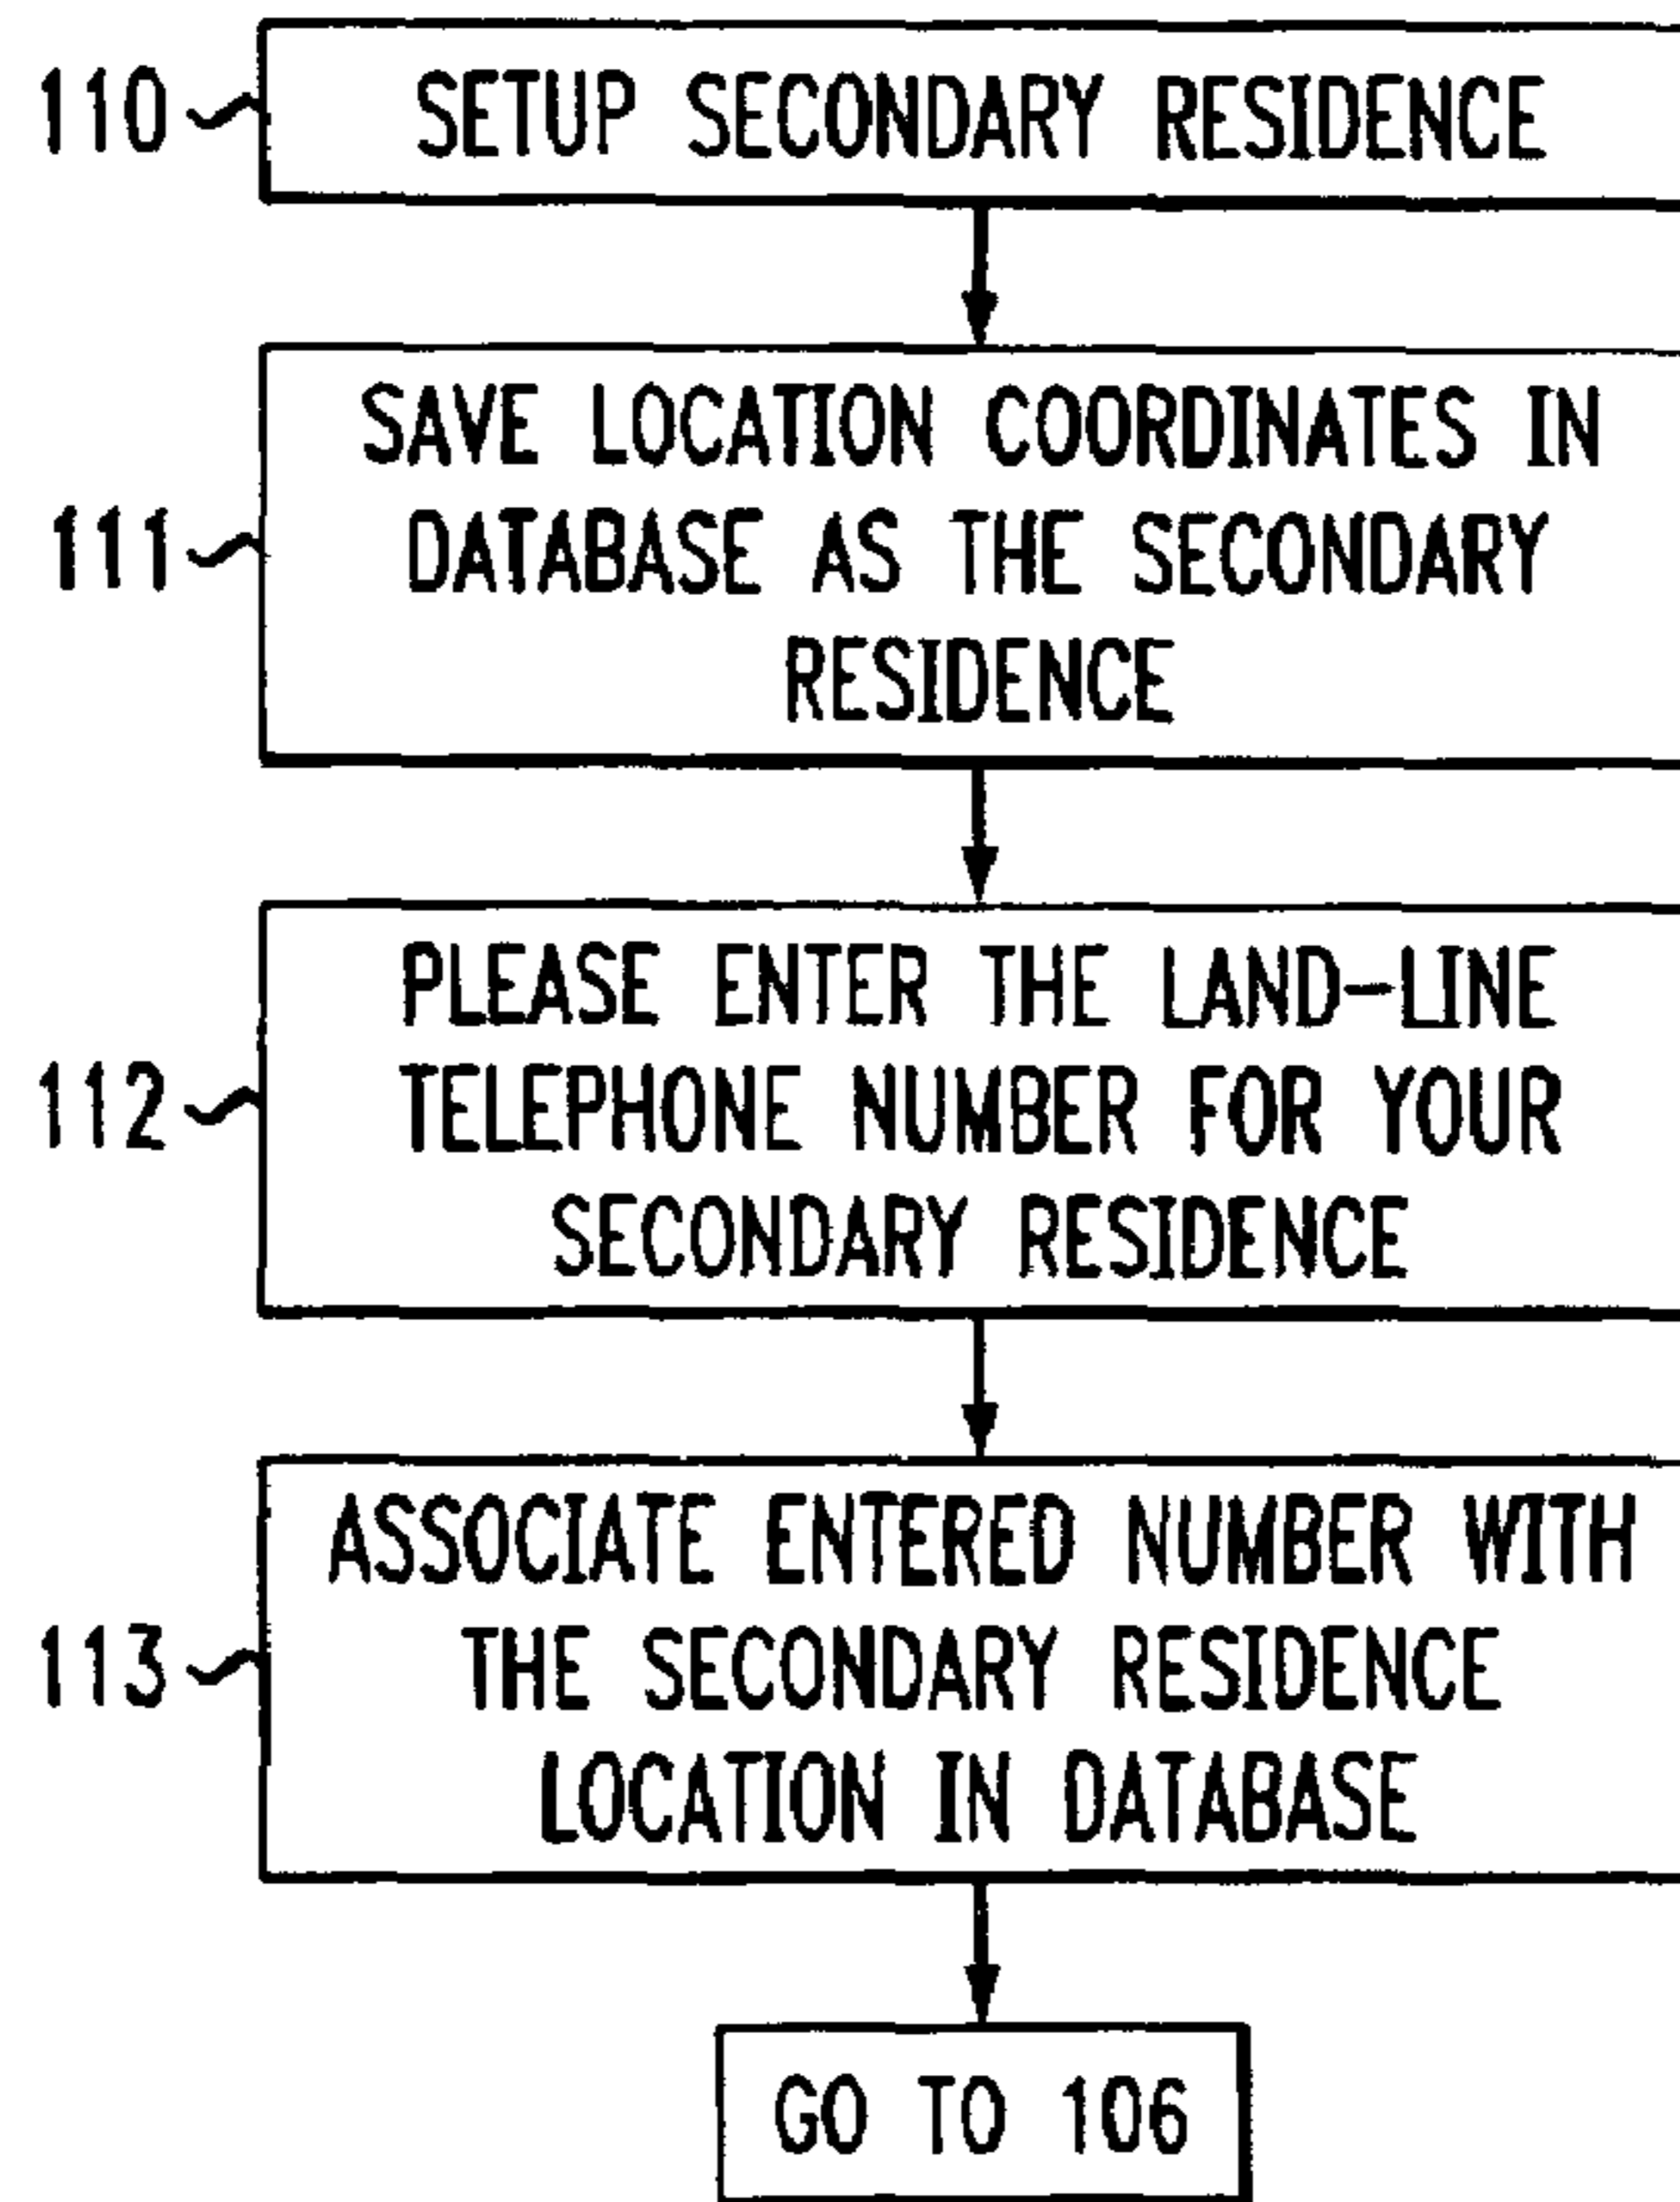 110
SETUP SECONDARY RESIDENCE
111
SAVE LOCATION COORDINATES IN
DATABASE AS THE SECONDARY
RESIDENCE
112
PLEASE ENTER THE LAND-LINE
TELEPHONE NUMBER FOR YOUR
SECONDARY RESIDENCE
113
ASSOCIATE ENTERED NUMBER WITH
THE SECONDARY RESIDENCE
LOCATION IN DATABASE
GO TO 106